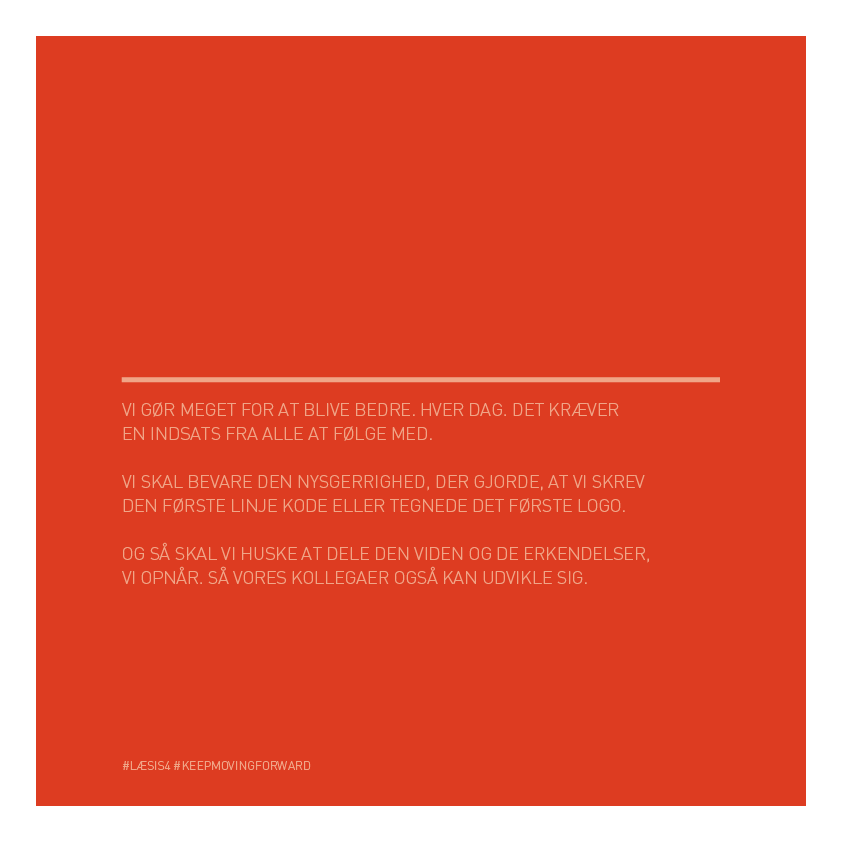 VI GØR MEGET FOR AT BLIVE BEDRE. HVER DAG. DET KRÆVER
EN INDSATS FRA ALLE AT FØLGE MED.
VI SKAL BEVARE DEN NYSGERRIGHED, DER GJORDE, AT VI SKREV
DEN FØRSTE LINJE KODE ELLER TEGNEDE DET FØRSTE LOGO.
OG SÅ SKAL VI HUSKE AT DELE DEN VIDEN OG DE ERKENDELSER,
VI OPNÅR. SÅ VORES KOLLEGAER OGSÅ KAN UDVIKLE SIG.
#LÆSIS4 #KEEPMOVINGFORWARD